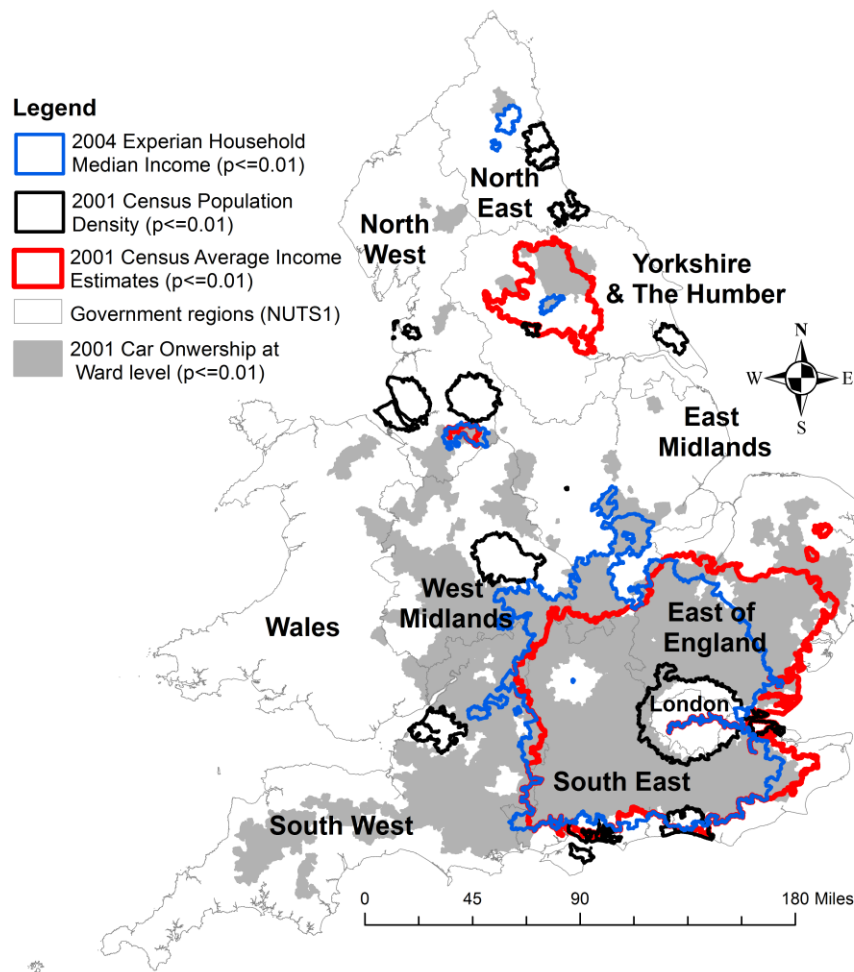 Legend
2004 Experian Household
Median Income (p<=0.01)
2001 Census Population
Density (p<=0.01)
2001 Census Average Income
Estimates (p<=0.01)
Government regions (NUTS1)
2001 Car Onwership at
Ward level (p<=0.01)
North
East
North
West
Yorkshire
& The Humber
N
W
E
S
East
Midlands
West
Midlands
Wales
East of
England
London
South East
South West
0
45
90
180 Miles